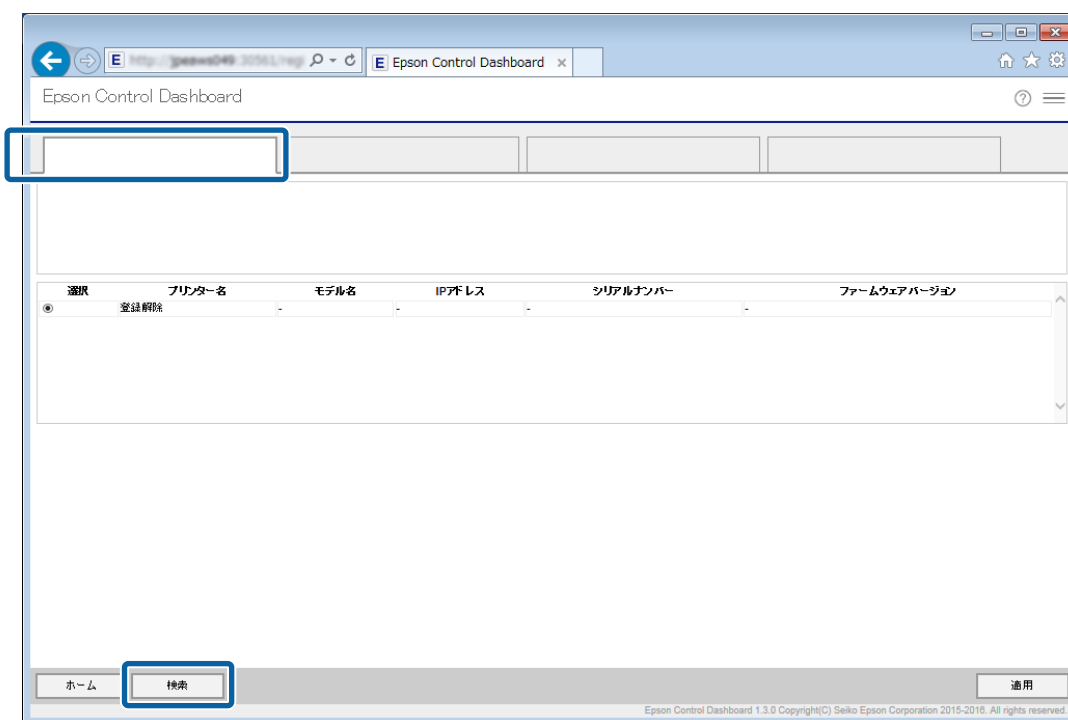 E Epson Control Dashboard ×
Epson Control Dashboard
選択 プリンター名 モデル名 IPアドレス シリアルナンバー ファームウェアバージョン
登録解除 - - - -
ホーム 検索 適用
Epson Control Dashboard 1.3.0 Copyright(C) Seiko Epson Corporation 2015-2016. All rights reserved.